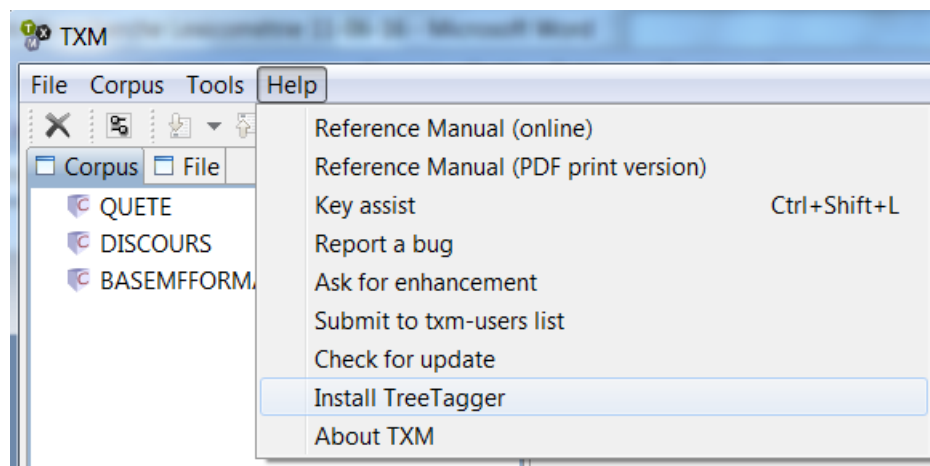 TXM
File Corpus Tools Help
Corpus File
QUETE
DISCOURS
BASEMFFORM
Reference Manual (online)
Reference Manual (PDF print version)
Key assist Ctrl+Shift+L
Report a bug
Ask for enhancement
Submit to txm-users list
Check for update
Install TreeTagger
About TXM